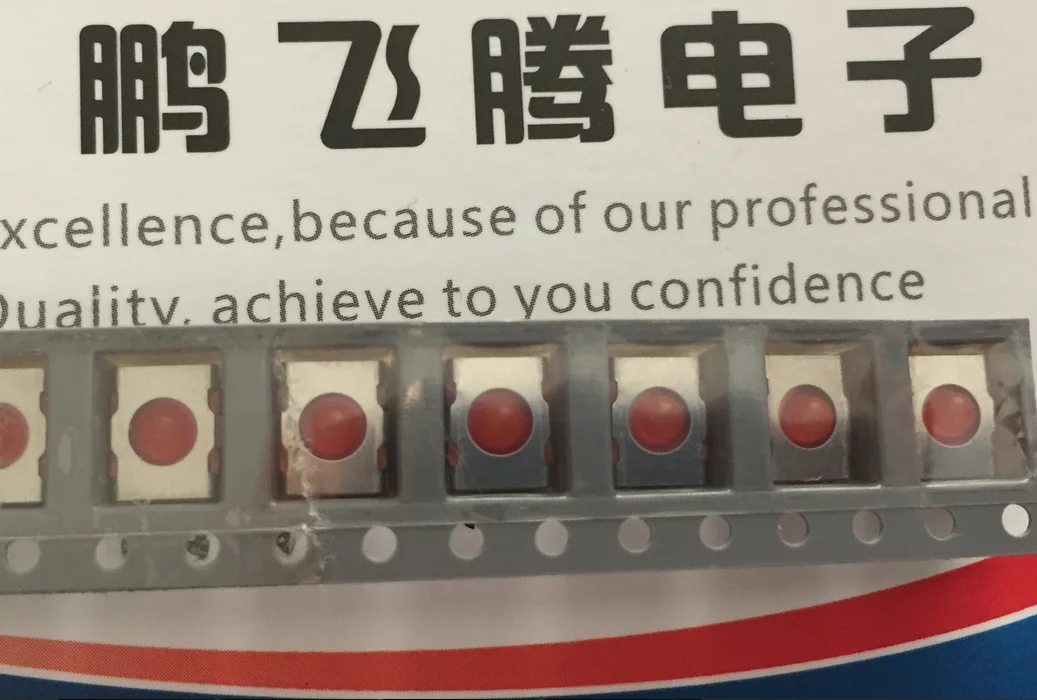 鹏飞腾电子
xcellence,because of our professional
Quality, achieve to you confidence